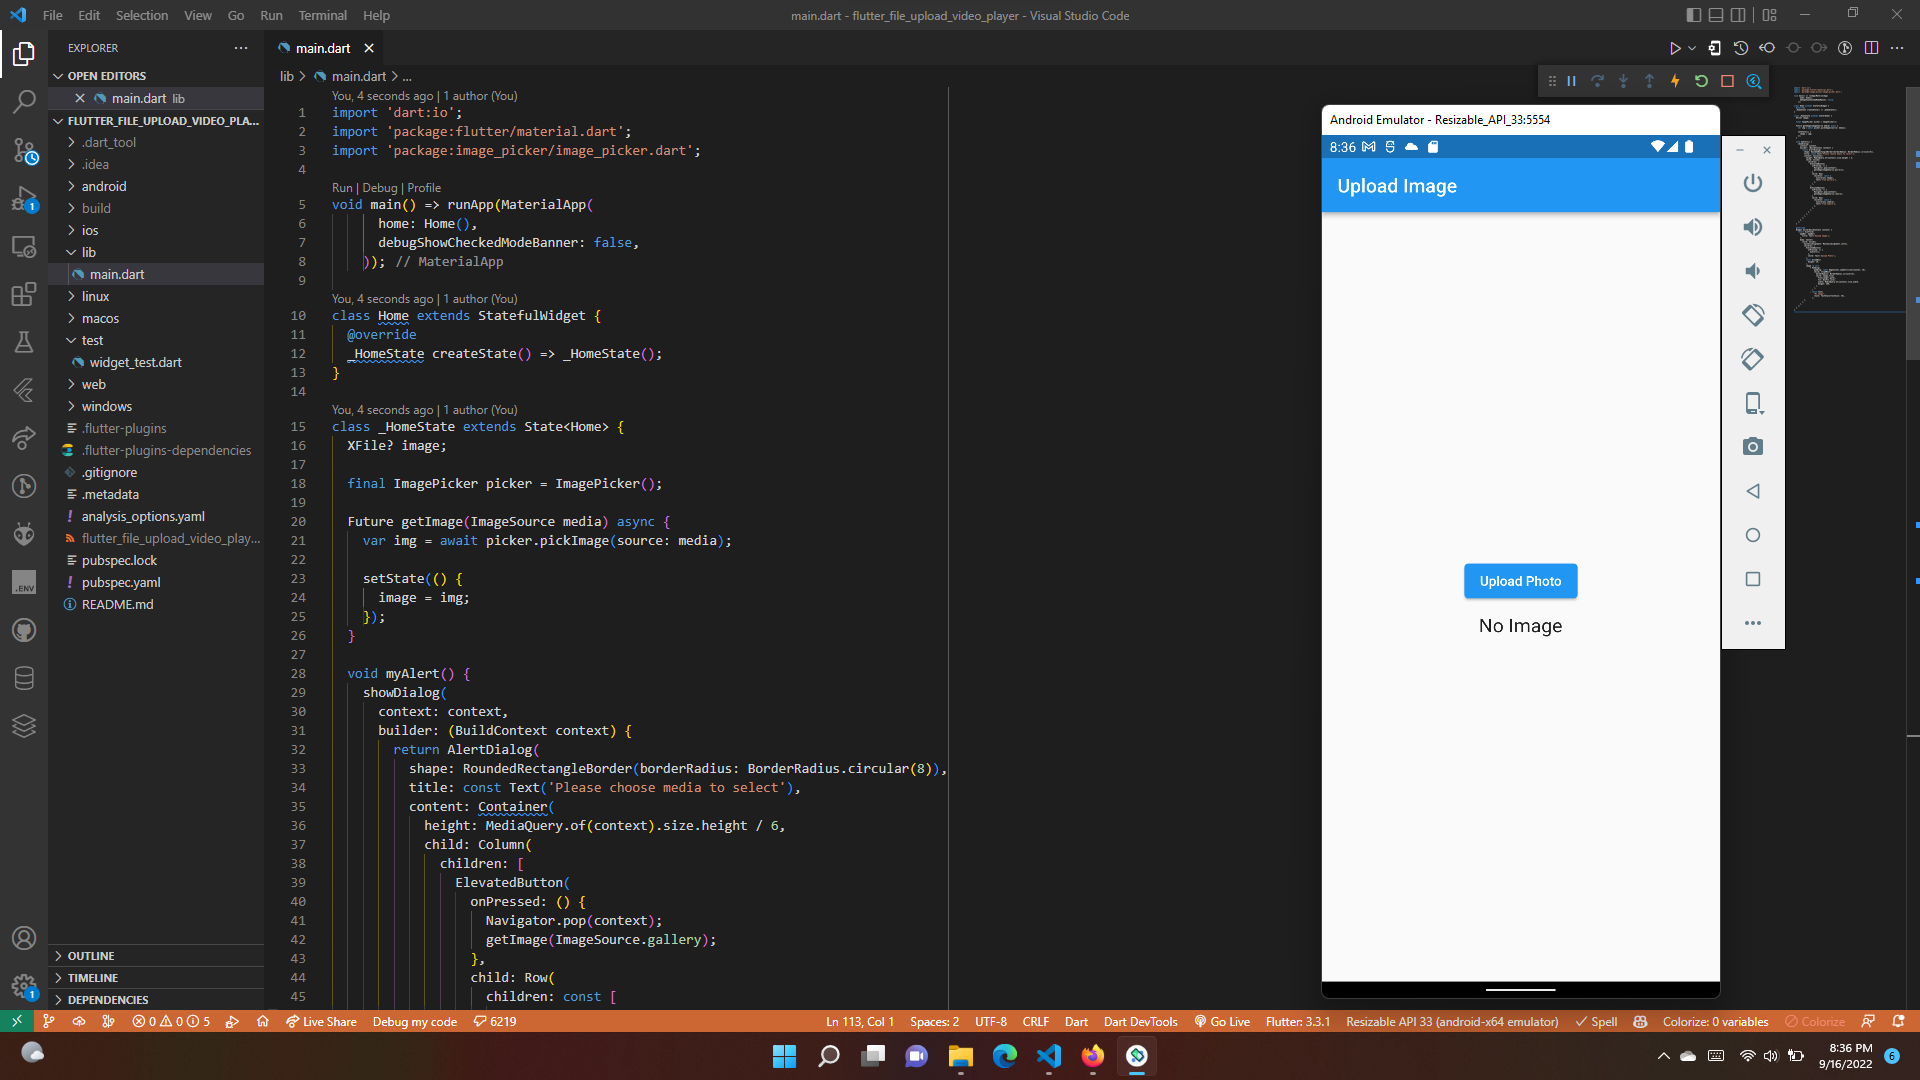 File Edit Selection View Go Run Terminal Help
main.dart - flutter_file_upload_video_player - Visual Studio Code
EXPLORER
OPEN EDITORS
main.dart lib
FLUTTER_FILE_UPLOAD_VIDEO_PLA...
.dart_tool
.idea
android
build
ios
lib
main.dart
linux
macos
test
widget_test.dart
web
windows
.flutter-plugins
.flutter-plugins-dependencies
.gitignore
.metadata
analysis_options.yaml
flutter_file_upload_video_play...
pubspec.lock
pubspec.yaml
README.md
OUTLINE
TIMELINE
DEPENDENCIES
1
1
.ENV
main.dart
lib > main.dart > ...
You, 4 seconds ago | 1 author (You)
1 import 'dart:io';
2 import 'package:flutter/material.dart';
3 import 'package:image_picker/image_picker.dart';
4
Run | Debug | Profile
5 void main() => runApp(MaterialApp(
6 home: Home(),
7 debugShowCheckedModeBanner: false,
8 )); // MaterialApp
9
You, 4 seconds ago | 1 author (You)
10 class Home extends StatefulWidget {
11 @override
12 _HomeState createState() => _HomeState();
13 }
14
You, 4 seconds ago | 1 author (You)
15 class _HomeState extends State<Home> {
16 XFile? image;
17
18 final ImagePicker picker = ImagePicker();
19
20 Future getImage(ImageSource media) async {
21 var img = await picker.pickImage(source: media);
22
23 setState(() {
24 image = img;
25 });
26 }
27
28 void myAlert() {
29 showDialog(
30 context: context,
31 builder: (BuildContext context) {
32 return AlertDialog(
33 shape: RoundedRectangleBorder(borderRadius: BorderRadius.circular(8)),
34 title: const Text('Please choose media to select'),
35 content: Container(
36 height: MediaQuery.of(context).size.height / 6,
37 child: Column(
38 children: [
39 ElevatedButton(
40 onPressed: () {
41 Navigator.pop(context);
42 getImage(ImageSource.gallery);
43 },
44 child: Row(
45 children: const [
Android Emulator - Resizable_API_33:5554
8:36
Upload Image
Upload Photo
No Image
0 0 5
Live Share
Debug my code
6219
Ln 113, Col 1
Spaces: 2
UTF-8
CRLF
Dart
Dart DevTools
Go Live
Flutter: 3.3.1
Resizable API 33 (android-x64 emulator)
Spell
Colorize: 0 variables
Colorize
8:36 PM
9/16/2022
6